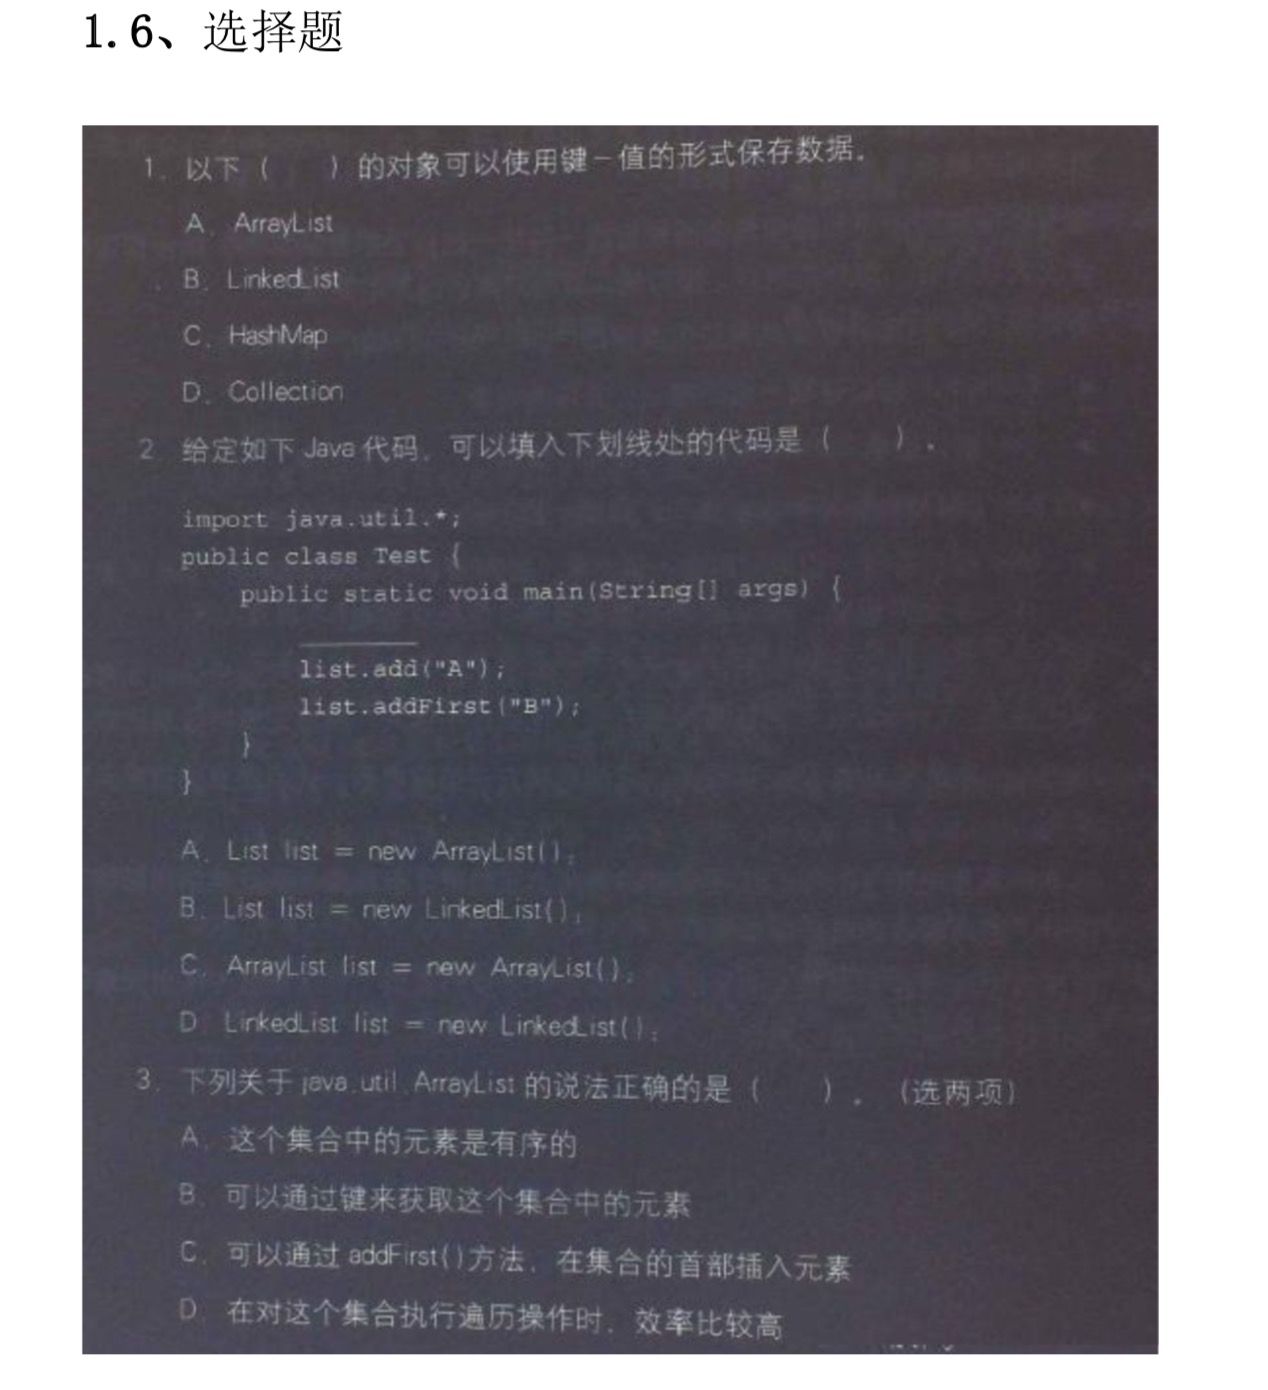 1.6、选择题
1. 以下（　　）的对象可以使用键-值的形式保存数据。
A. ArrayList
B. LinkedList
C. HashMap
D. Collection
2 给定如下 Java 代码，可以填入下划线处的代码是（　　）。
import java.util.*;
public class Test {
public static void main(String[] args) {
list.add("A");
list.addFirst("B");
}
}
A. List list = new ArrayList();
B. List list = new LinkedList();
C. ArrayList list = new ArrayList();
D LinkedList list = new LinkedList();
3. 下列关于 java.util.ArrayList 的说法正确的是（　　）。（选两项）
A. 这个集合中的元素是有序的
B. 可以通过键来获取这个集合中的元素
C. 可以通过 addFirst()方法，在集合的首部插入元素
D. 在对这个集合执行遍历操作时，效率比较高